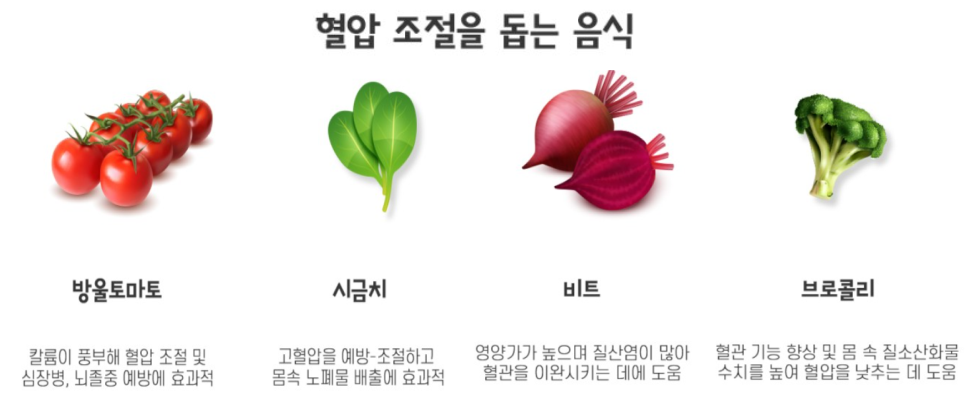 혈압 조절을 돕는 음식
방울토마토
칼륨이 풍부해 혈압 조절 및
심장병, 뇌졸중 예방에 효과적
시금치
고혈압을 예방-조절하고
몸속 노폐물 배출에 효과적
비트
영양가가 높으며 질산염이 많아
혈관을 이완시키는 데에 도움
브로콜리
혈관 기능 향상 및 몸 속 질소산화물
수치를 높여 혈압을 낮추는 데 도움